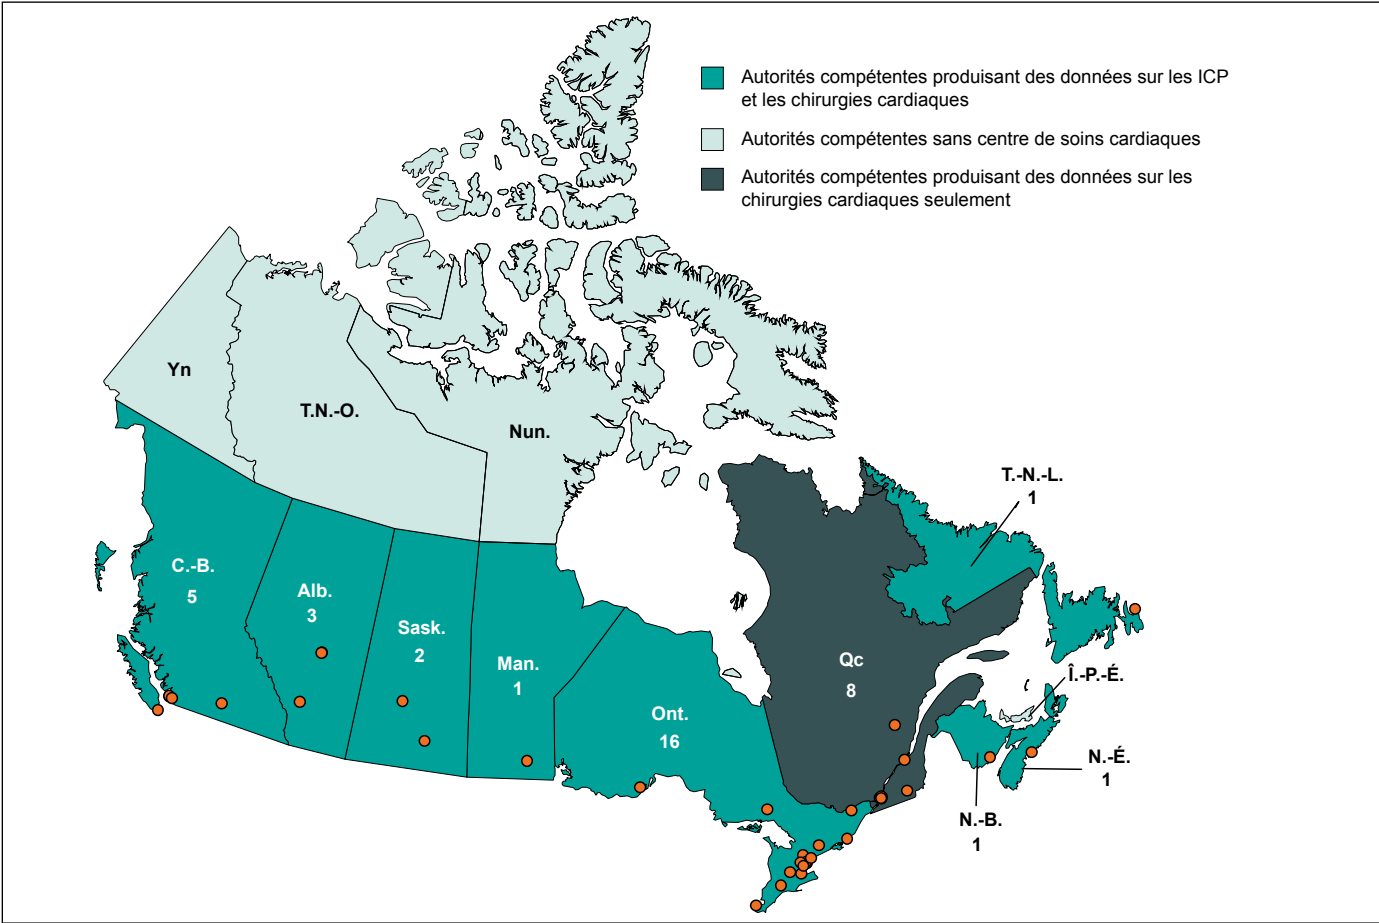 Autorités compétentes produisant des données sur les ICP
et les chirurgies cardiaques
Autorités compétentes sans centre de soins cardiaques
Autorités compétentes produisant des données sur les
chirurgies cardiaques seulement
Yn
T.N.-O.
Nun.
C.-B.
5
Alb.
3
Sask.
2
Man.
1
Ont.
16
Qc
8
T.-N.-L.
1
Î.-P.-É.
N.-É.
1
N.-B.
1